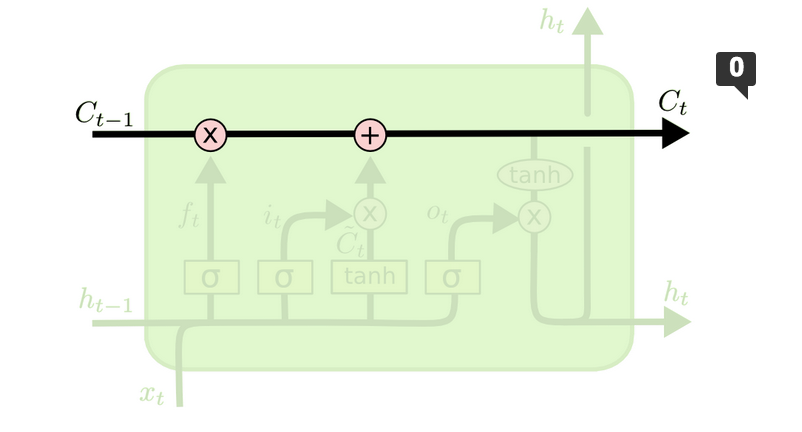 h_t
0
C_{t-1}
C_t
x
+
tanh
f_t
i_t
x
o_t
x
C̃_t
σ
σ
tanh
σ
h_{t-1}
h_t
x_t